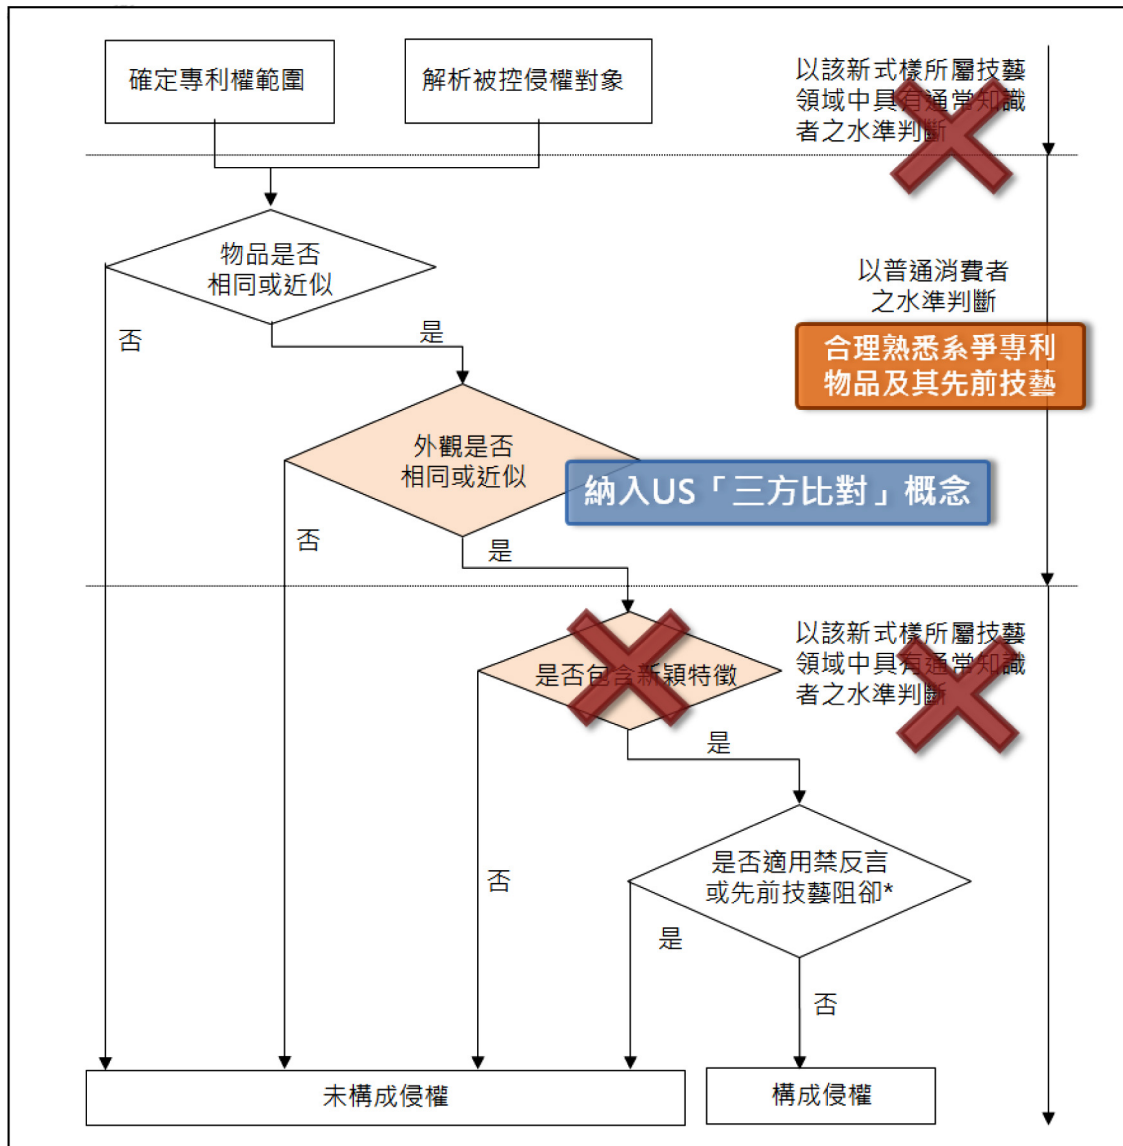 確定專利權範圍
解析被控侵權對象
以該新式樣所屬技藝
領域中具有通常知識
者之水準判斷
物品是否
相同或近似
以普通消費者
之水準判斷
否
是
合理熟悉系爭專利
物品及其先前技藝
外觀是否
相同或近似
納入US「三方比對」概念
否
是
以該新式樣所屬技藝
領域中具有通常知識
者之水準判斷
是否包含新穎特徵
是
否
是否適用禁反言
或先前技藝阻卻*
是
否
未構成侵權
構成侵權